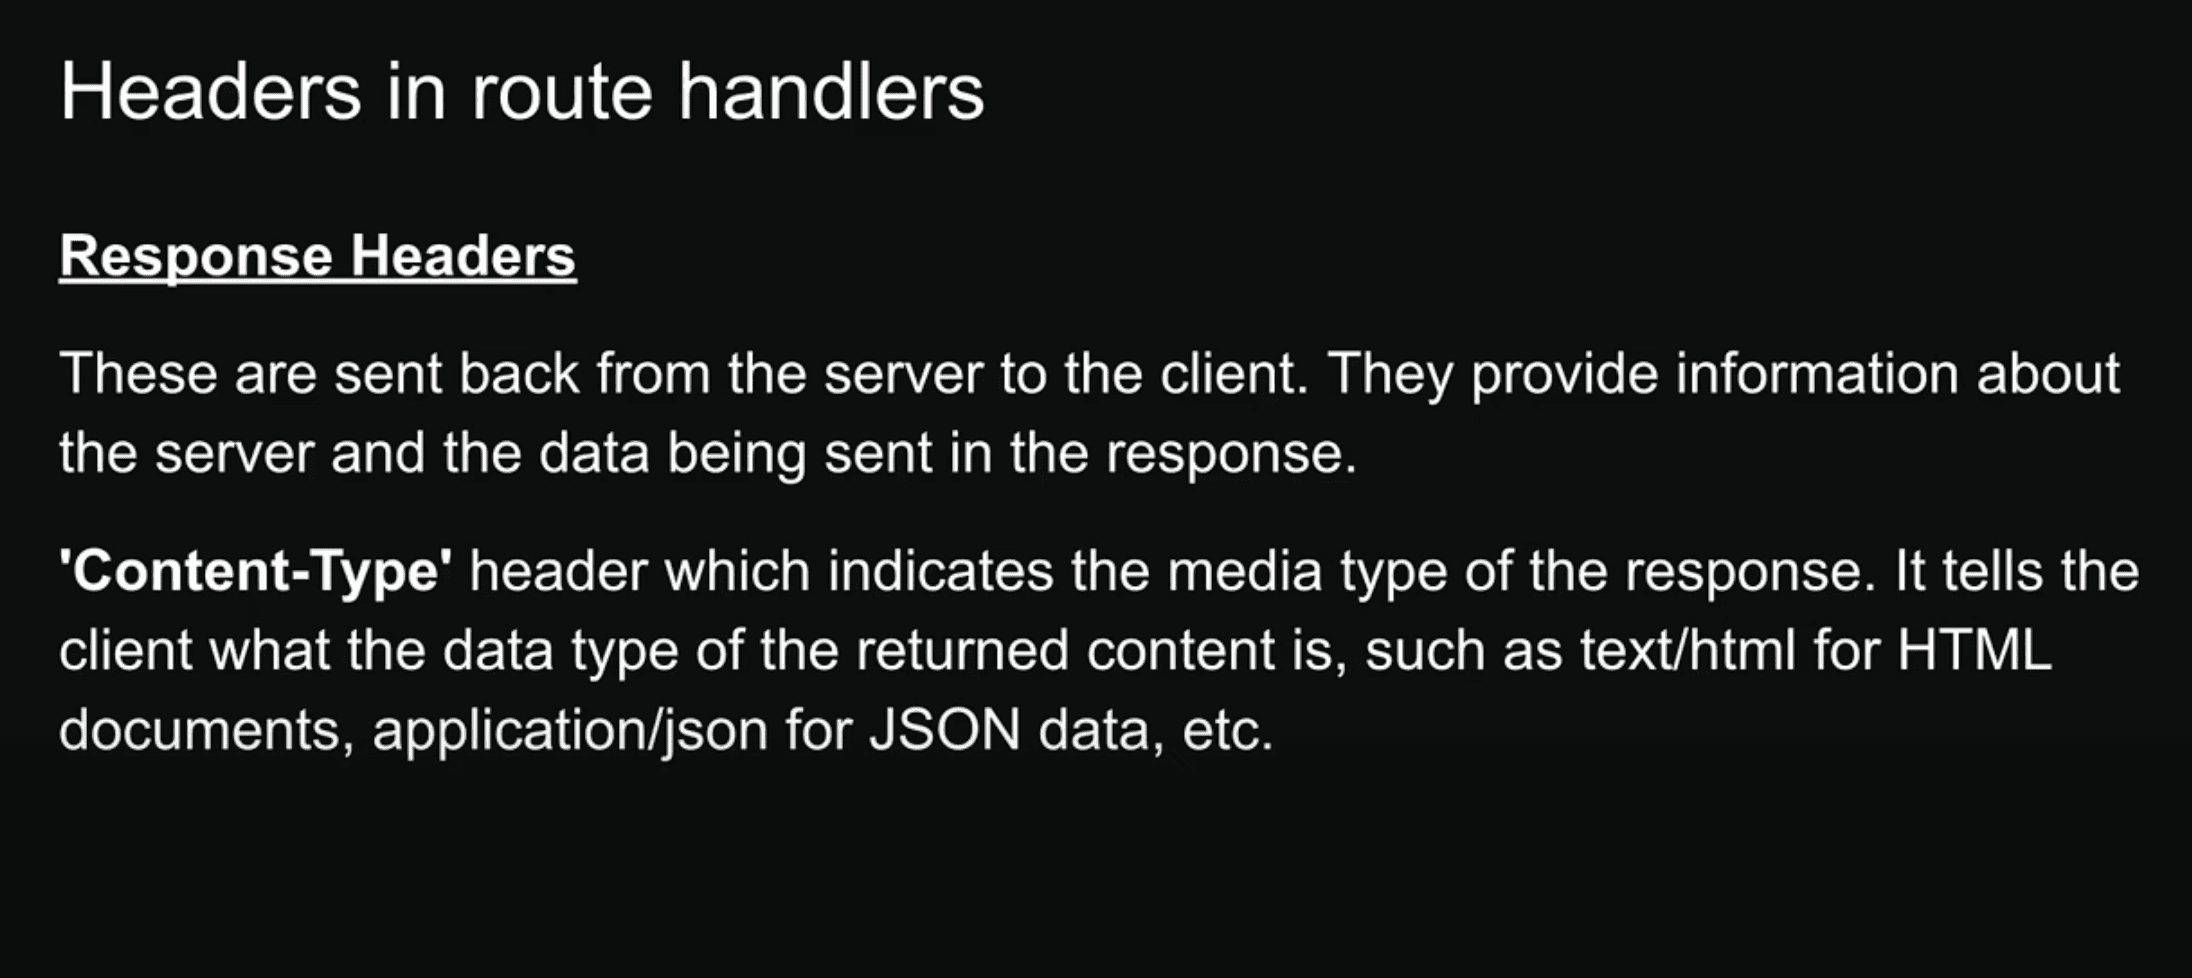 Headers in route handlers
Response Headers
These are sent back from the server to the client. They provide information about
the server and the data being sent in the response.
'Content-Type' header which indicates the media type of the response. It tells the
client what the data type of the returned content is, such as text/html for HTML
documents, application/json for JSON data, etc.